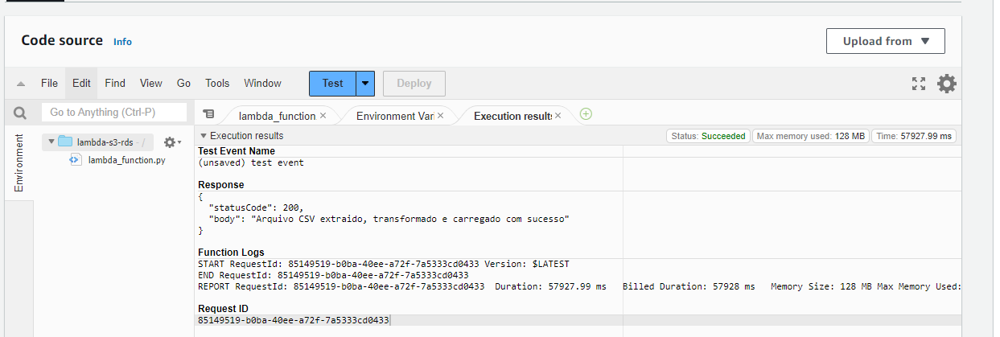 Code source Info
Upload from
File Edit Find View Go Tools Window Test Deploy
Go to Anything (Ctrl-P)
lambda_function
Environment Var
Execution results
Environment
lambda-s3-rds - /
lambda_function.py
Execution results
Status: Succeeded
Max memory used: 128 MB
Time: 57927.99 ms
Test Event Name
(unsaved) test event
Response
{
"statusCode": 200,
"body": "Arquivo CSV extraido, transformado e carregado com sucesso"
}
Function Logs
START RequestId: 85149519-b0ba-40ee-a72f-7a5333cd0433 Version: $LATEST
END RequestId: 85149519-b0ba-40ee-a72f-7a5333cd0433
REPORT RequestId: 85149519-b0ba-40ee-a72f-7a5333cd0433 Duration: 57927.99 ms Billed Duration: 57928 ms Memory Size: 128 MB Max Memory Used:
Request ID
85149519-b0ba-40ee-a72f-7a5333cd0433